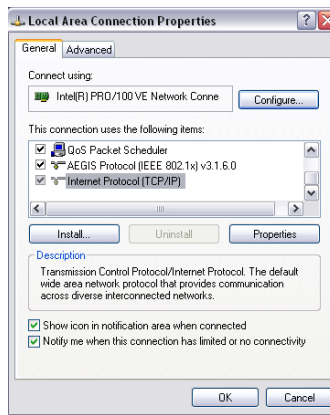 Local Area Connection Properties
General
Advanced
Connect using:
Intel(R) PRO/100 VE Network Conne
Configure...
This connection uses the following items:
QoS Packet Scheduler
AEGIS Protocol (IEEE 802.1x) v3.1.6.0
Internet Protocol (TCP/IP)
Install...
Uninstall
Properties
Description
Transmission Control Protocol/Internet Protocol. The default
wide area network protocol that provides communication
across diverse interconnected networks.
Show icon in notification area when connected
Notify me when this connection has limited or no connectivity
OK
Cancel